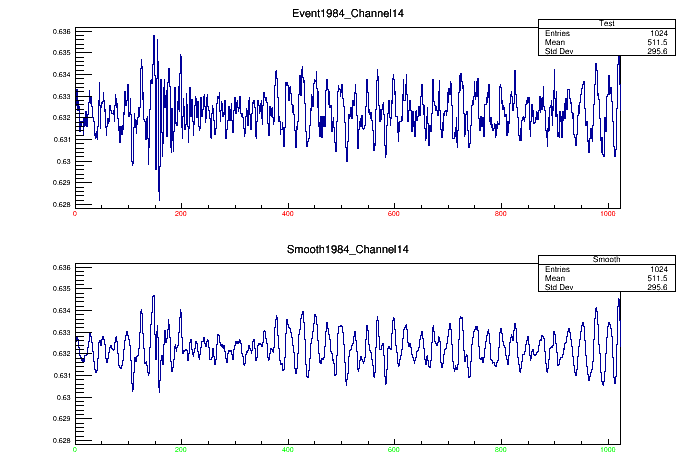 Event1984_Channel14
Test
Entries 1024
Mean 511.5
Std Dev 295.6
0.636
0.635
0.634
0.633
0.632
0.631
0.63
0.629
0.628
0 200 400 600 800 1000
Smooth1984_Channel14
Smooth
Entries 1024
Mean 511.5
Std Dev 295.6
0.636
0.635
0.634
0.633
0.632
0.631
0.63
0.629
0.628
0 200 400 600 800 1000